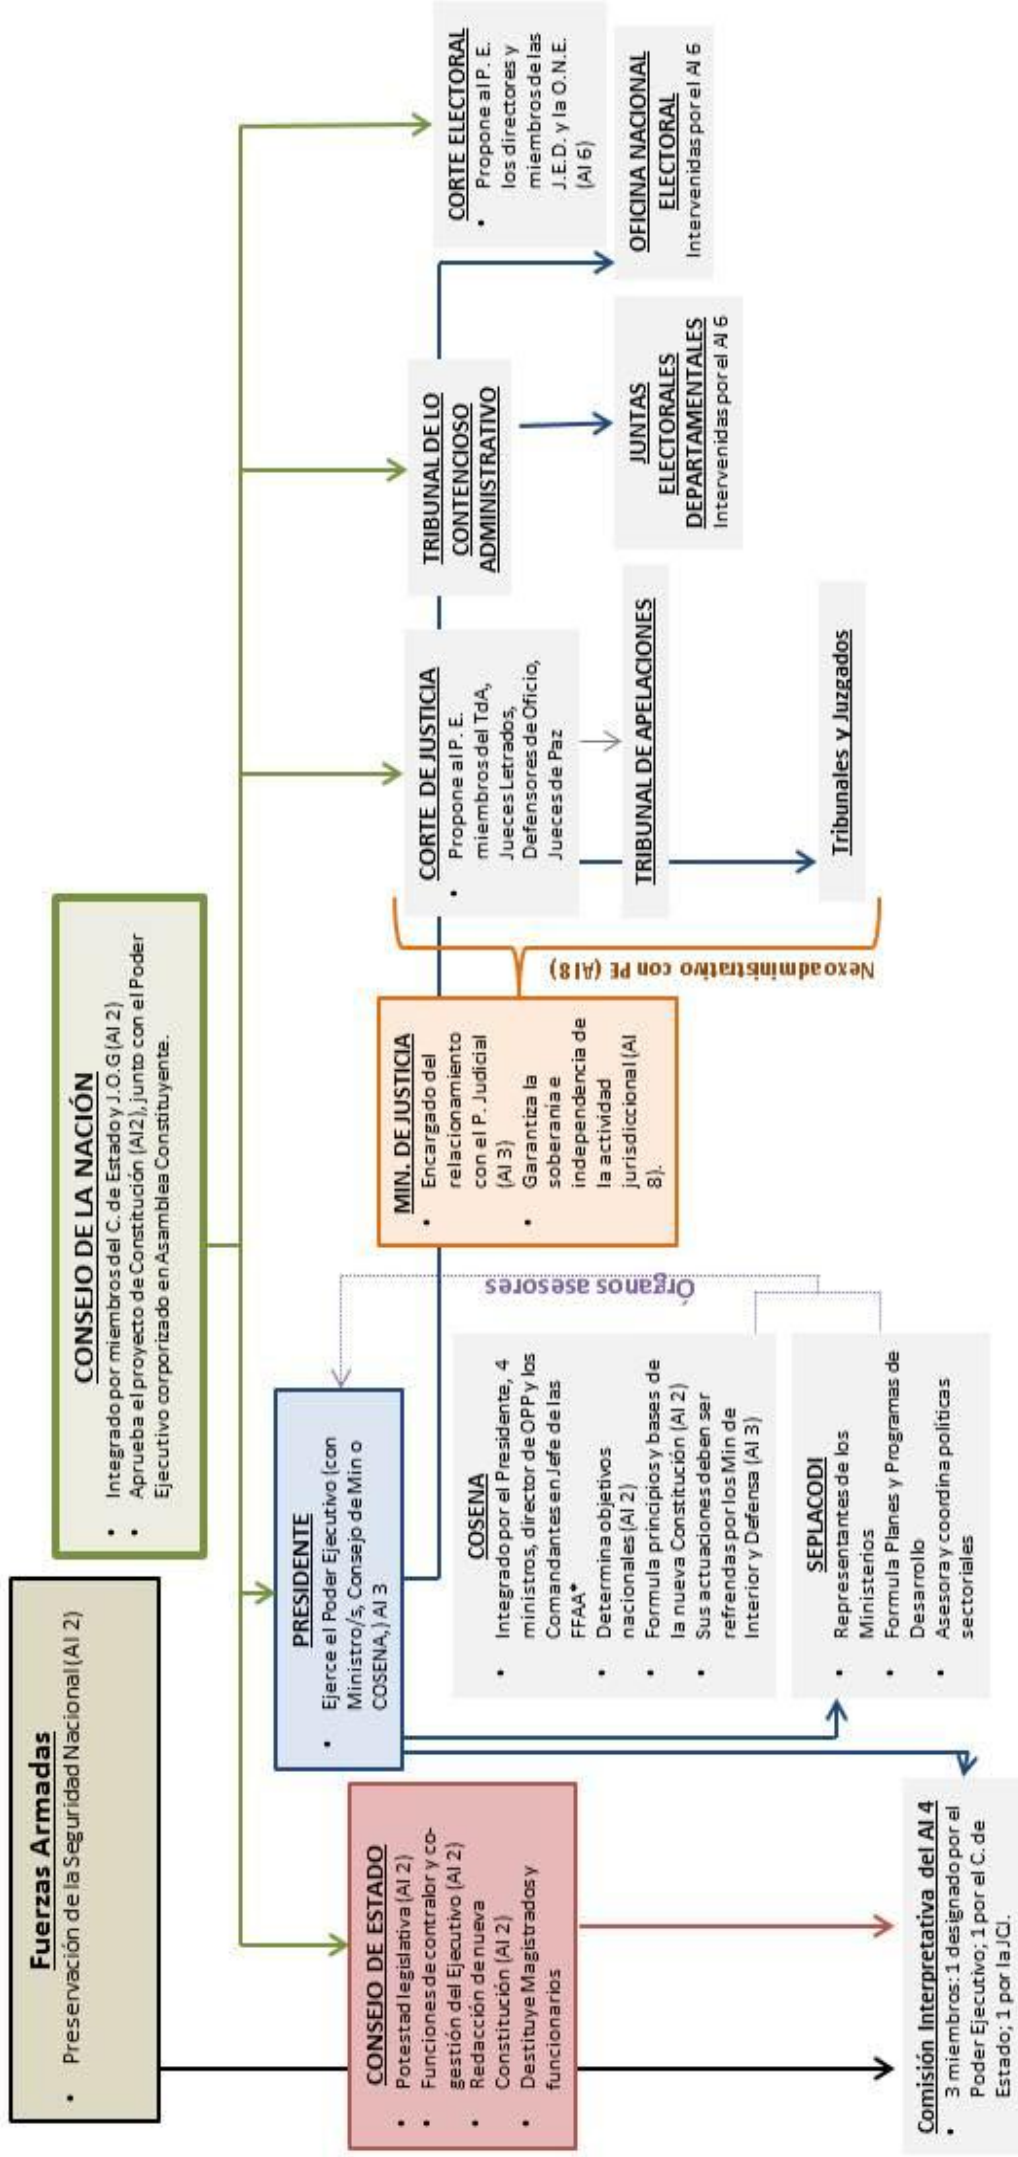 Fuerzas Armadas
• Preservación de la Seguridad Nacional (AI 2)
CONSEJO DE LA NACIÓN
• Integrado por miembros del C. de Estado y J.O.G (AI 2)
• Aprueba el proyecto de Constitución (AI2), junto con el Poder
Ejecutivo corporizado en Asamblea Constituyente.
CONSEJO DE ESTADO
• Potestad legislativa (AI 2)
• Funciones de contralor y co-
gestión del Ejecutivo (AI 2)
• Redacción de nueva
Constitución (AI 2)
• Destituye Magistrados y
funcionarios
PRESIDENTE
• Ejerce el Poder Ejecutivo (con
Ministro/s, Consejo de Min o
COSENA,) AI 3
Órganos asesores
COSENA
• Integrado por el Presidente, 4
ministros, director de OPP y los
Comandantes en Jefe de las
FFAA*
• Determina objetivos
nacionales (AI 2)
• Formula principios y bases de
la nueva Constitución (AI 2)
• Sus actuaciones deben ser
refrendas por los Min de
Interior y Defensa (AI 3)
SEPLACODI
• Representantes de los
Ministerios
• Formula Planes y Programas de
Desarrollo
• Asesora y coordina políticas
sectoriales
Comisión Interpretativa del AI 4
• 3 miembros: 1 designado por el
Poder Ejecutivo; 1 por el C. de
Estado; 1 por la JCJ.
MIN. DE JUSTICIA
• Encargado del
relacionamiento
con el P. Judicial
(AI 3)
• Garantiza la
soberanía e
independencia de
la actividad
jurisdiccional (AI
8).
Nexo administrativo con PE (AI 8)
CORTE DE JUSTICIA
• Propone al P. E.
miembros del TdA,
Jueces Letrados,
Defensores de Oficio,
Jueces de Paz
TRIBUNAL DE APELACIONES
Tribunales y Juzgados
TRIBUNAL DE LO
CONTENCIOSO
ADMINISTRATIVO
JUNTAS
ELECTORALES
DEPARTAMENTALES
Intervenidas por el AI 6
CORTE ELECTORAL
• Propone al P. E.
los directores y
miembros de las
J.E.D. y la O.N.E.
(AI 6)
OFICINA NACIONAL
ELECTORAL
Intervenidas por el AI 6